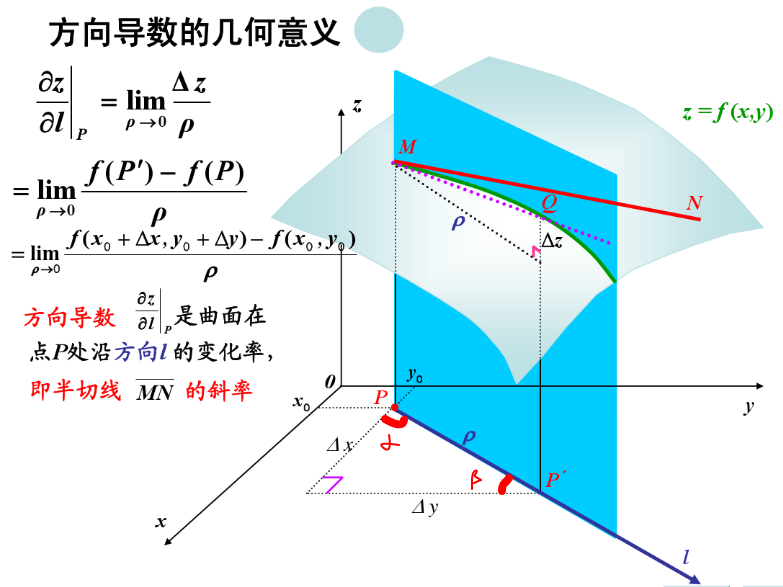 方向导数的几何意义
∂z/∂l|_P = lim_{ρ→0} Δz/ρ
= lim_{ρ→0} (f(P′) − f(P))/ρ
= lim_{ρ→0} (f(x₀ + Δx, y₀ + Δy) − f(x₀, y₀))/ρ
方向导数 ∂z/∂l|_P 是曲面在
点P处沿方向l的变化率，
即半切线 MN 的斜率
z
z = f (x,y)
M
N
Q
ρ
Δz
0
y₀
x₀
P
y
Δx
α
ρ
β
P′
Δy
x
l